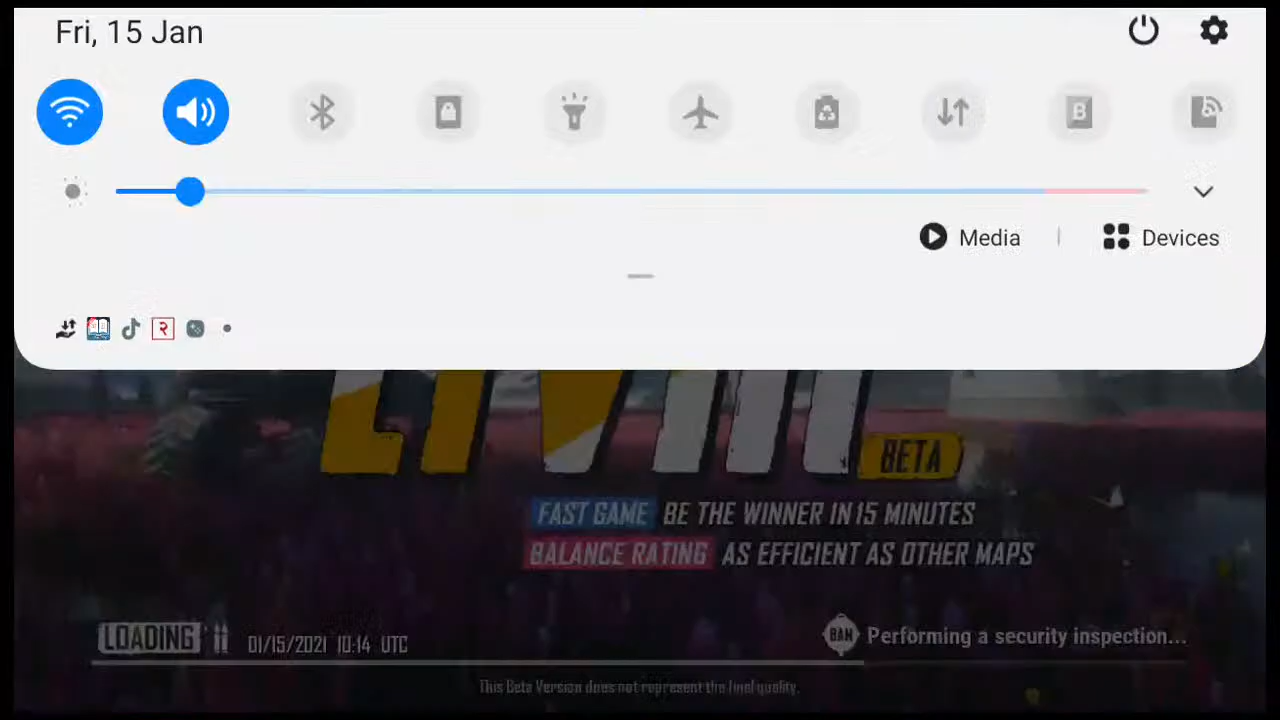 Fri, 15 Jan
B
Media
Devices
२
BETA
FAST GAME BE THE WINNER IN 15 MINUTES
BALANCE RATING AS EFFICIENT AS OTHER MAPS
LOADING 01/15/2021 10:14 UTC
BAN Performing a security inspection...
This Beta Version does not represent the final quality.